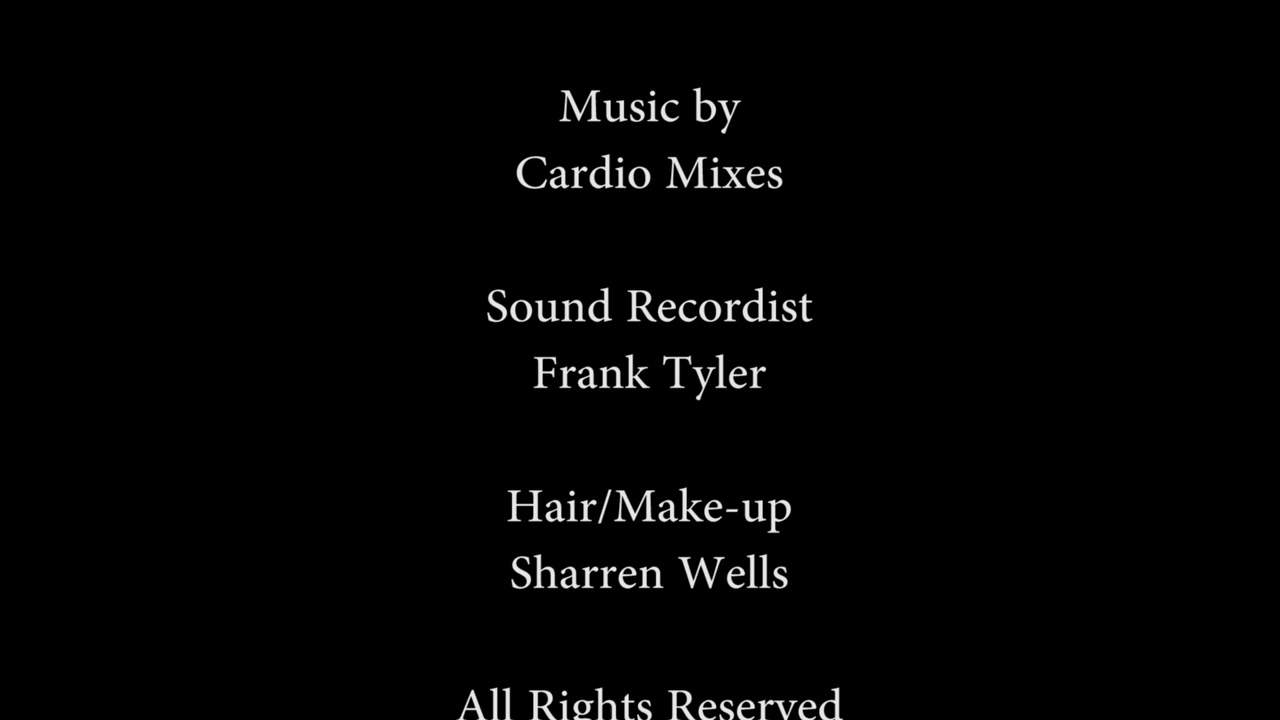 Music by
Cardio Mixes
Sound Recordist
Frank Tyler
Hair/Make-up
Sharren Wells
All Rights Reserved